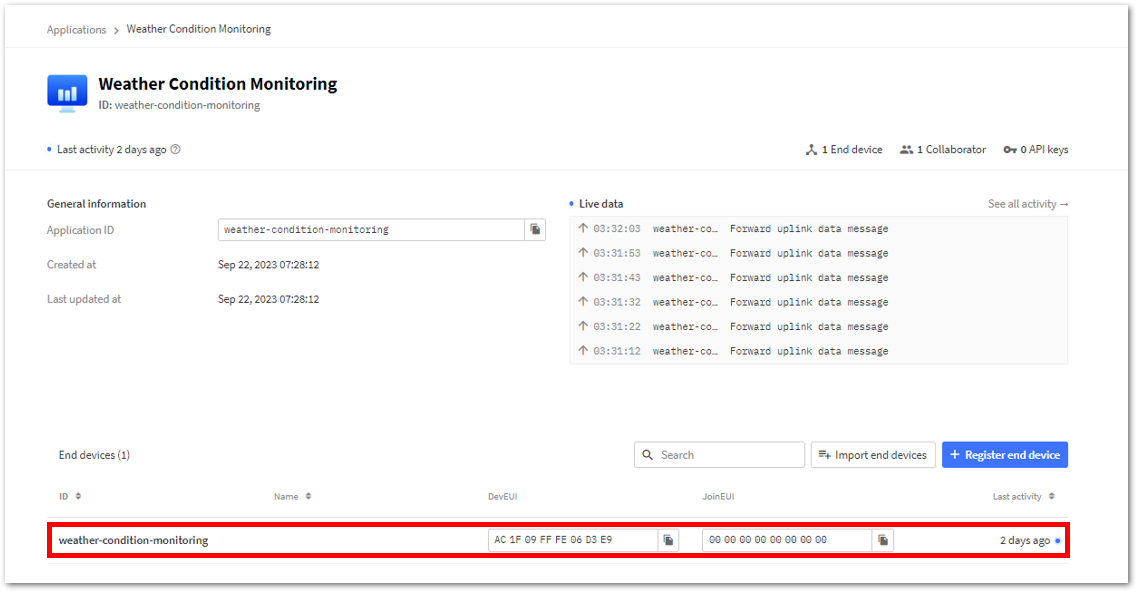 Applications > Weather Condition Monitoring
Weather Condition Monitoring
ID: weather-condition-monitoring
Last activity 2 days ago
1 End device 1 Collaborator 0 API keys
General information
Application ID weather-condition-monitoring
Created at Sep 22, 2023 07:28:12
Last updated at Sep 22, 2023 07:28:12
Live data See all activity →
↑ 03:32:03 weather-co… Forward uplink data message
↑ 03:31:53 weather-co… Forward uplink data message
↑ 03:31:43 weather-co… Forward uplink data message
↑ 03:31:32 weather-co… Forward uplink data message
↑ 03:31:22 weather-co… Forward uplink data message
↑ 03:31:12 weather-co… Forward uplink data message
End devices (1) Search Import end devices + Register end device
ID Name DevEUI JoinEUI Last activity
weather-condition-monitoring AC 1F 09 FF FE 06 D3 E9 00 00 00 00 00 00 00 00 2 days ago